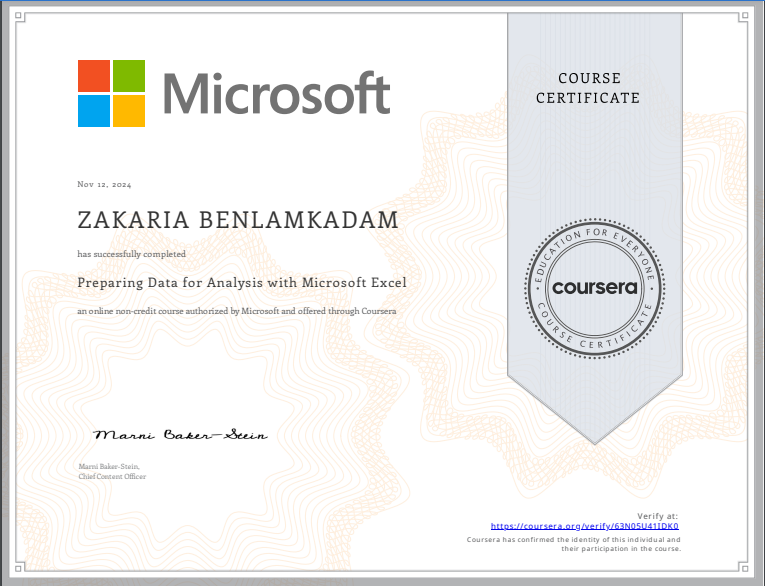 Microsoft
COURSE
CERTIFICATE
Nov 12, 2024
ZAKARIA BENLAMKADAM
has successfully completed
Preparing Data for Analysis with Microsoft Excel
an online non-credit course authorized by Microsoft and offered through Coursera
EDUCATION FOR EVERYONE
coursera
COURSE CERTIFICATE
Marni Baker-Stein
Marni Baker-Stein,
Chief Content Officer
Verify at:
https://coursera.org/verify/63N05U41IDK0
Coursera has confirmed the identity of this individual and
their participation in the course.